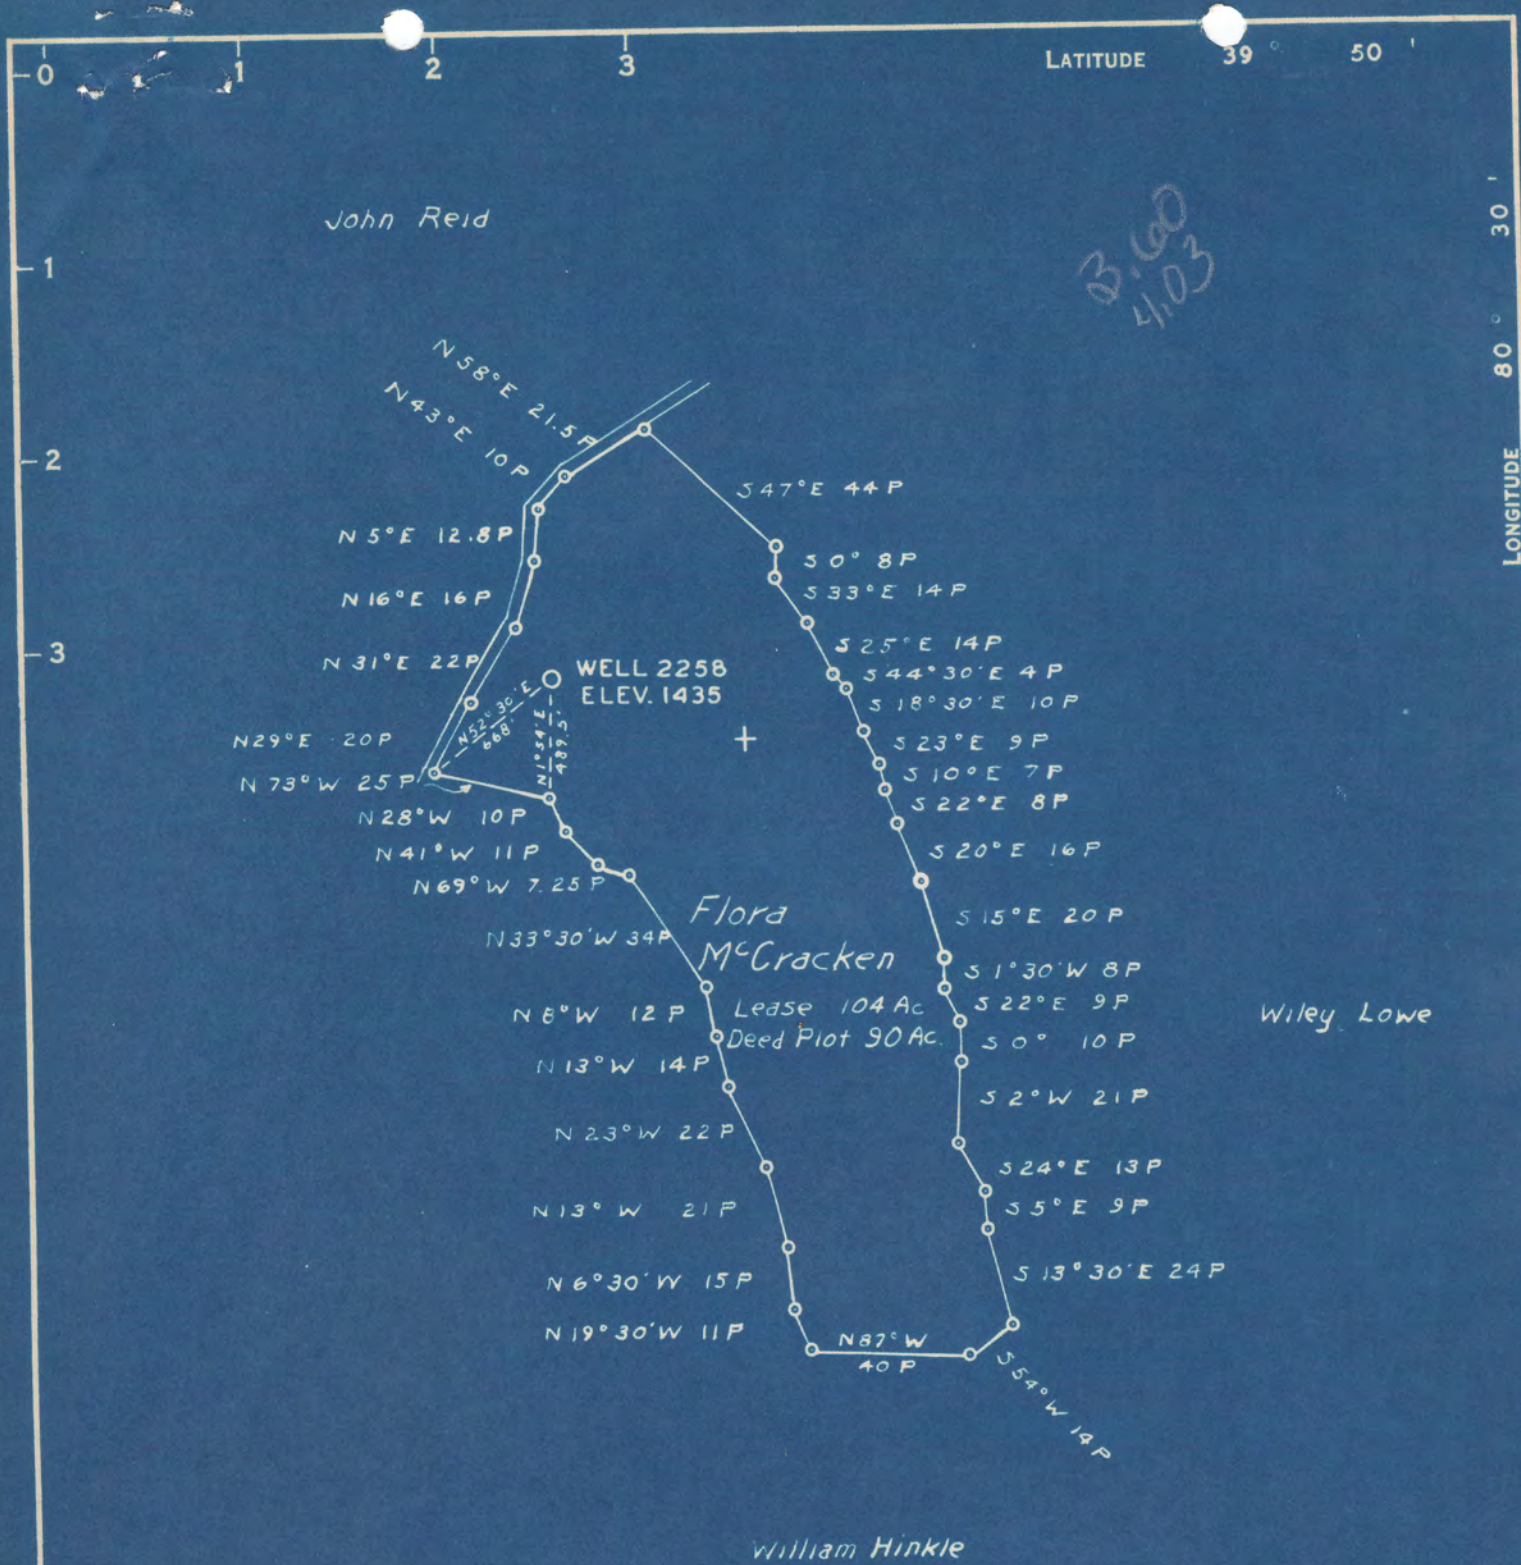 LATITUDE 39° 50'
0 1 2 3
1
2
3
LONGITUDE 80° 30'
John Reid
3.60
4.03
N 58° E 21.5 P
N 43° E 10 P
N 5° E 12.8 P
N 16° E 16 P
N 31° E 22 P
N 29° E 20 P
N 73° W 25 P
N 28° W 10 P
N 41° W 11 P
N 69° W 7.25 P
N 33° 30' W 34 P
N 8° W 12 P
N 13° W 14 P
N 23° W 22 P
N 13° W 21 P
N 6° 30' W 15 P
N 19° 30' W 11 P
N 87° W
40 P
S 47° E 44 P
S 0° 8 P
S 33° E 14 P
S 25° E 14 P
S 44° 30' E 4 P
S 18° 30' E 10 P
S 23° E 9 P
S 10° E 7 P
S 22° E 8 P
S 20° E 16 P
S 15° E 20 P
S 1° 30' W 8 P
S 22° E 9 P
S 0° 10 P
S 2° W 21 P
S 24° E 13 P
S 5° E 9 P
S 13° 30' E 24 P
S 54° W 14 P
WELL 2258
ELEV. 1435
N 52° 30' E
668'
N 1° 54' E
489.5'
Flora
McCracken
Lease 104 Ac
Deed Plot 90 Ac.
Wiley Lowe
William Hinkle